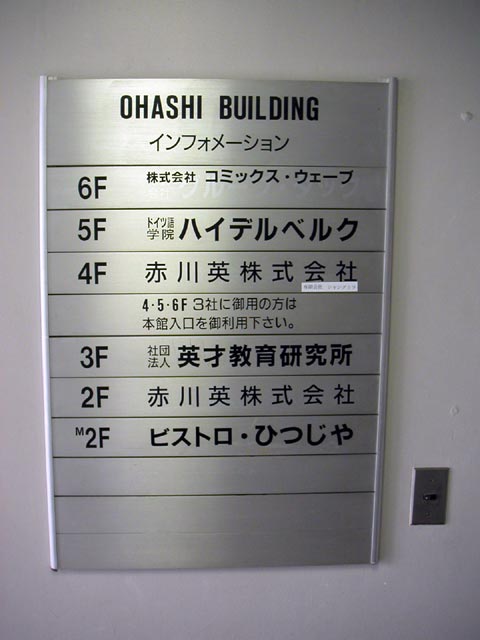 OHASHI BUILDING
インフォメーション
6F 株式会社 コミックス・ウェーブ
5F ドイツ語学院 ハイデルベルク
4F 赤川英株式会社
4・5・6F 3社に御用の方は
本館入口を御利用下さい。
3F 社団法人 英才教育研究所
2F 赤川英株式会社
M2F ビストロ・ひつじや